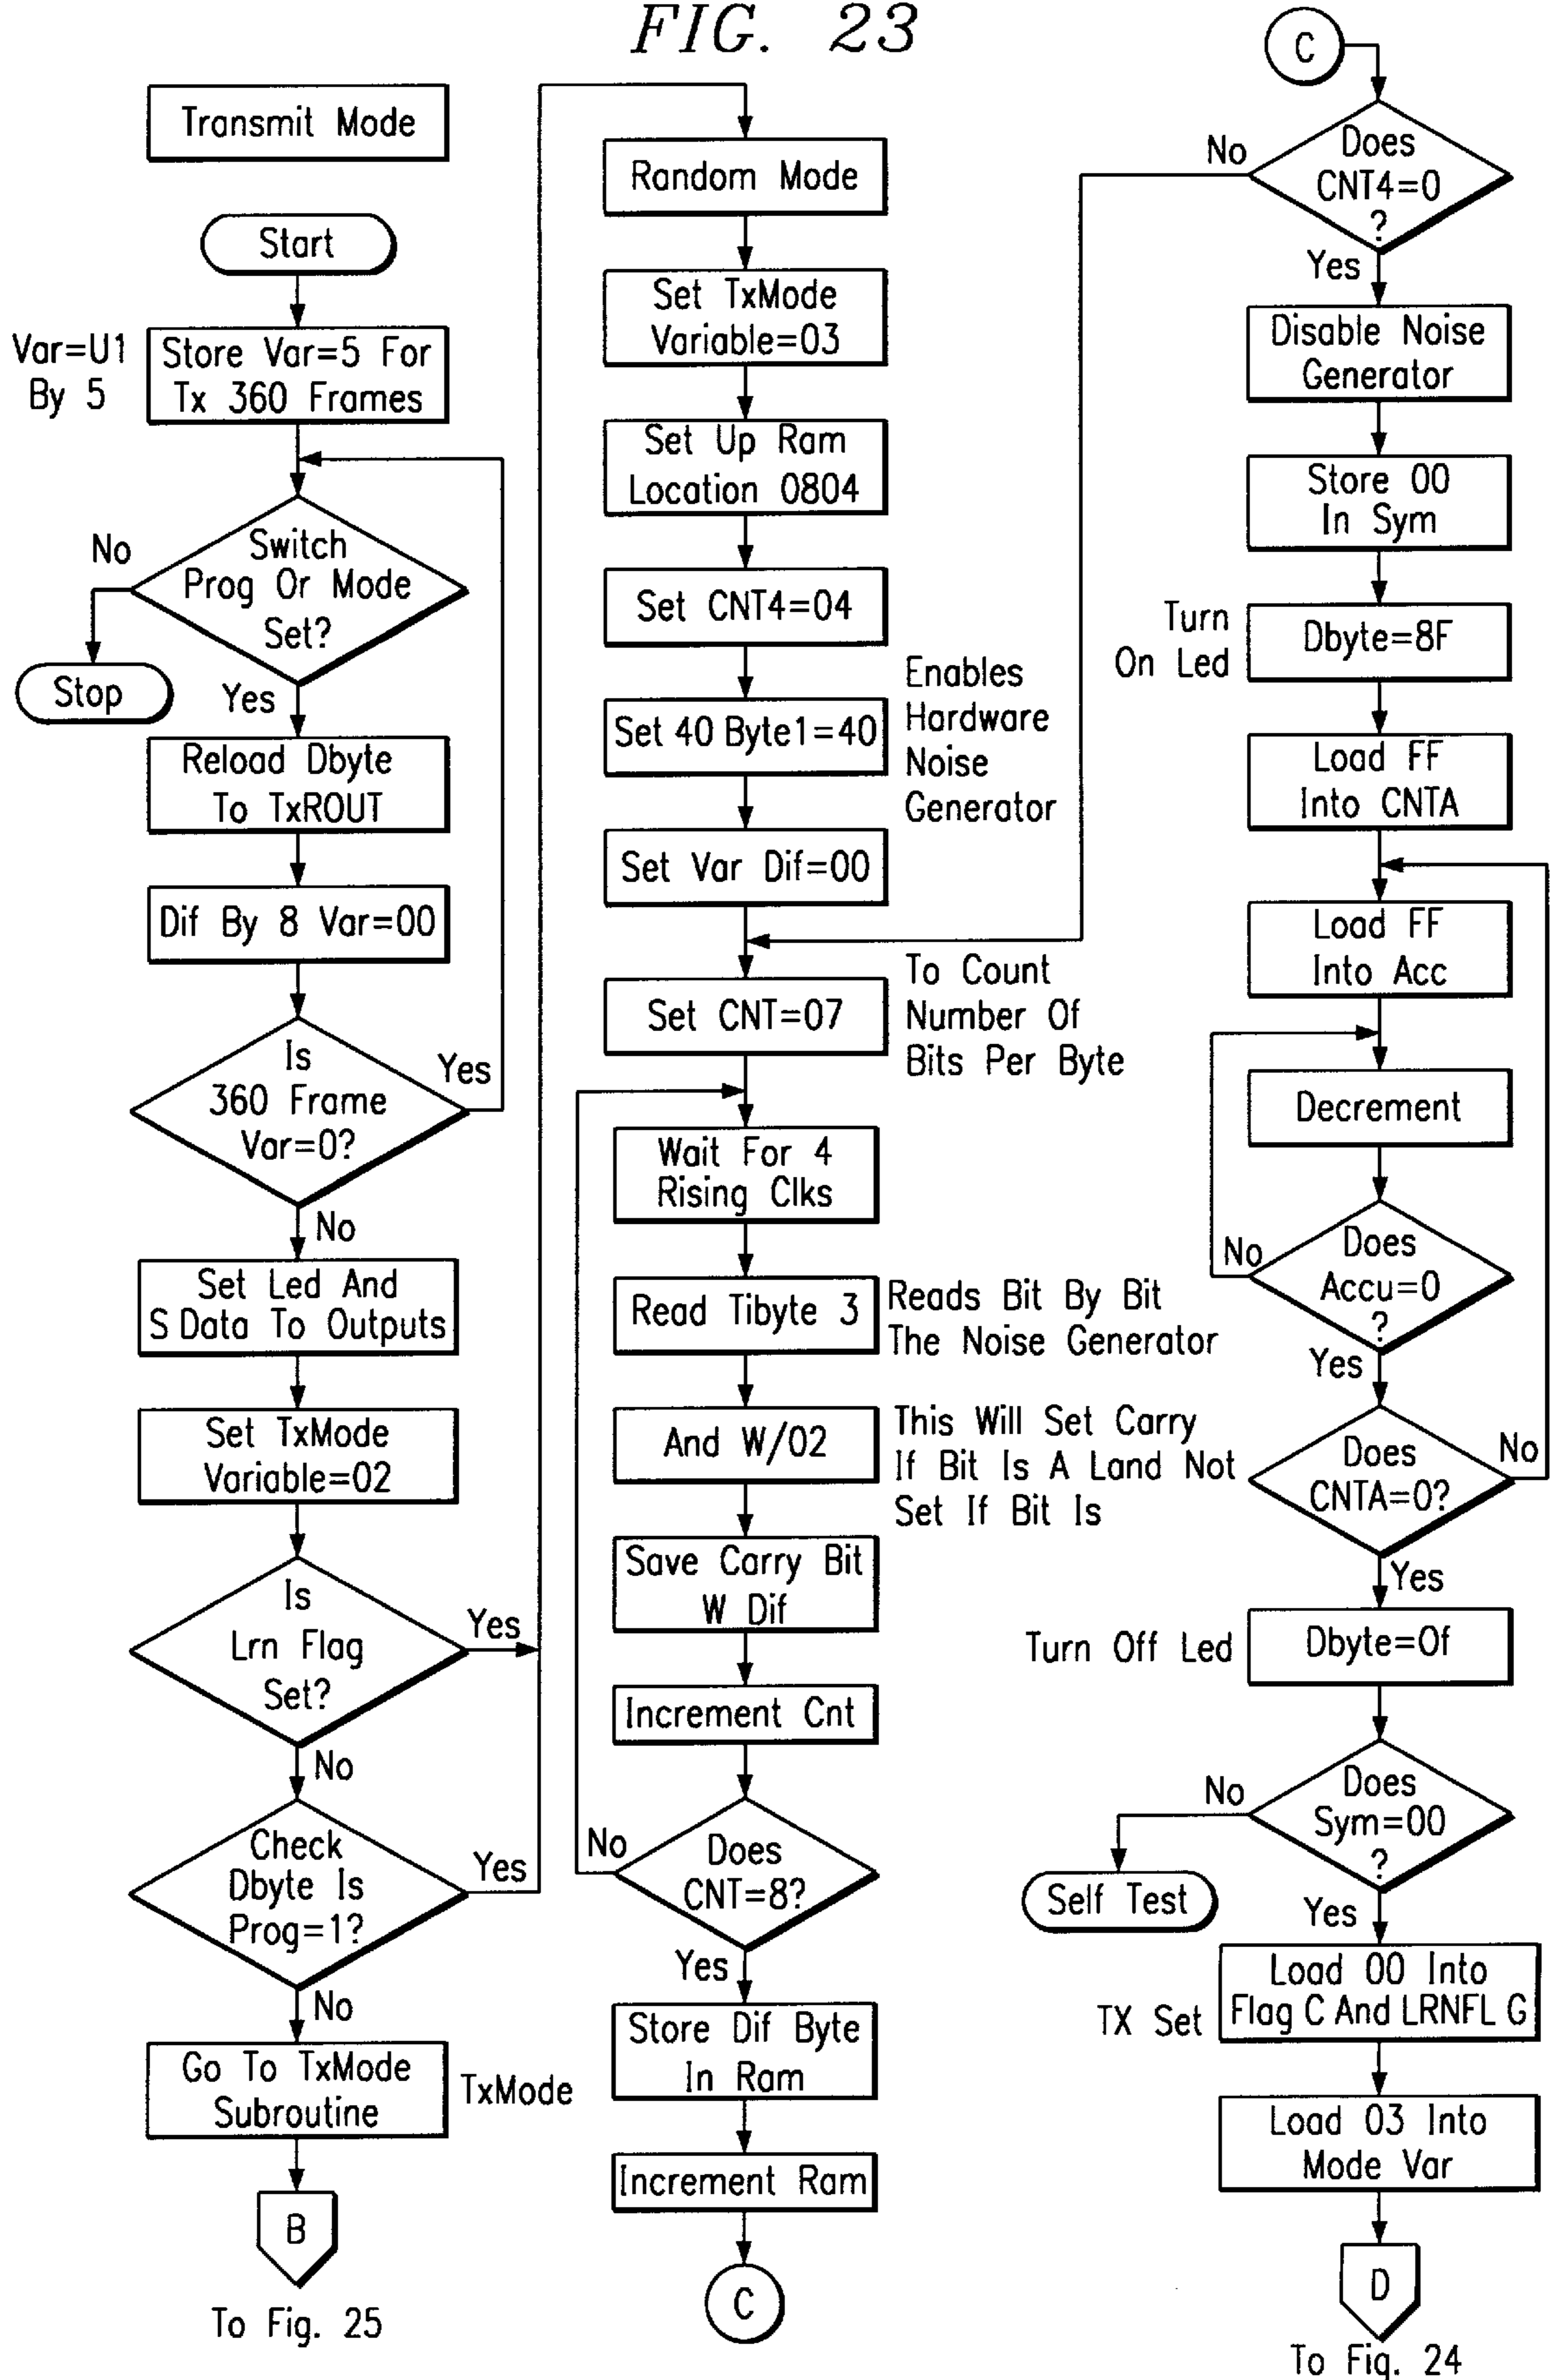 FIG. 23
Transmit Mode
Start
Var=U1
By 5
Store Var=5 For
Tx 360 Frames
Switch
Prog Or Mode
Set?
No
Stop
Yes
Reload Dbyte
To TxROUT
Dif By 8 Var=00
Is
360 Frame
Var=0?
Yes
No
Set Led And
S Data To Outputs
Set TxMode
Variable=02
Is
Lrn Flag
Set?
Yes
No
Check
Dbyte Is
Prog=1?
Yes
No
Go To TxMode
Subroutine
TxMode
B
To Fig. 25
Random Mode
Set TxMode
Variable=03
Set Up Ram
Location 0804
Set CNT4=04
Set 40 Byte1=40
Enables
Hardware
Noise
Generator
Set Var Dif=00
Set CNT=07
To Count
Number Of
Bits Per Byte
Wait For 4
Rising Clks
Read Tibyte 3
Reads Bit By Bit
The Noise Generator
And W/02
This Will Set Carry
If Bit Is A Land Not
Set If Bit Is
Save Carry Bit
W Dif
Increment Cnt
Does
CNT=8?
No
Yes
Store Dif Byte
In Ram
Increment Ram
C
C
Does
CNT4=0
?
No
Yes
Disable Noise
Generator
Store 00
In Sym
Turn
On Led
Dbyte=8F
Load FF
Into CNTA
Load FF
Into Acc
Decrement
Does
Accu=0
?
No
Yes
Does
CNTA=0?
No
Yes
Turn Off Led
Dbyte=0f
Does
Sym=00
?
No
Self Test
Yes
TX Set
Load 00 Into
Flag C And LRNFL G
Load 03 Into
Mode Var
D
To Fig. 24